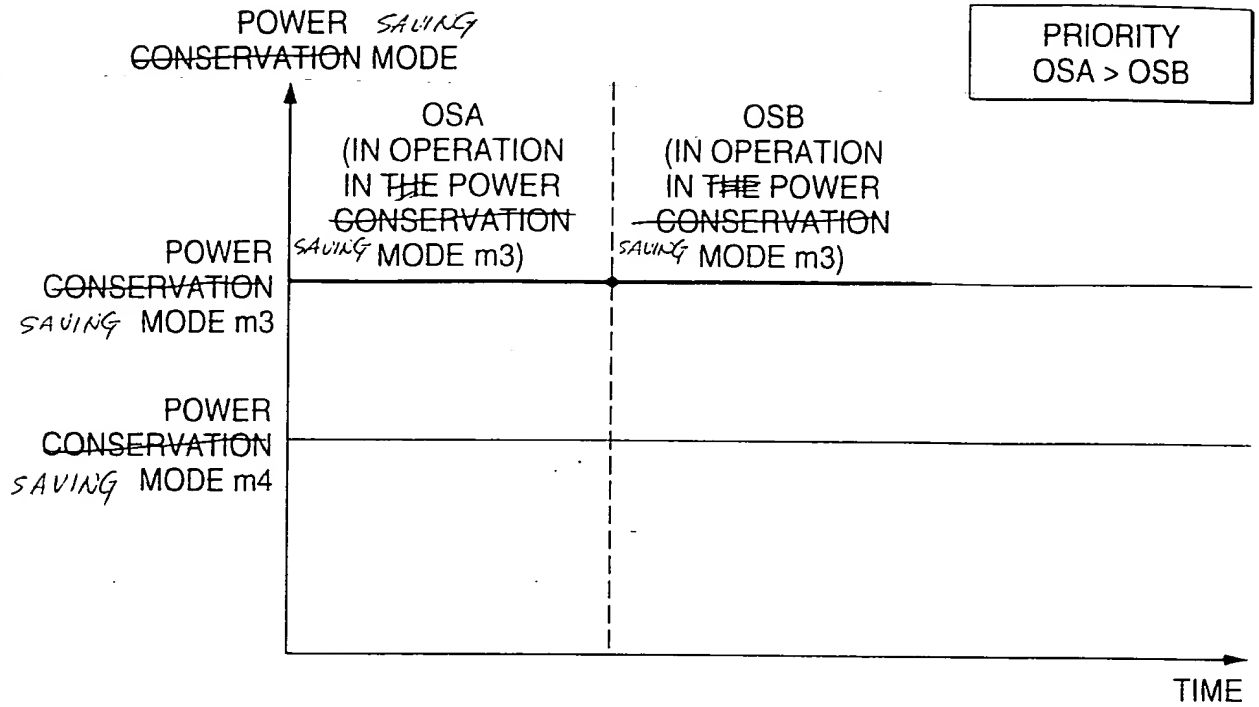 POWER SAVING
CONSERVATION MODE
PRIORITY
OSA > OSB
OSA
(IN OPERATION
IN THE POWER
CONSERVATION
SAVING MODE m3)
OSB
(IN OPERATION
IN THE POWER
CONSERVATION
SAVING MODE m3)
POWER
CONSERVATION
SAVING MODE m3
POWER
CONSERVATION
SAVING MODE m4
TIME